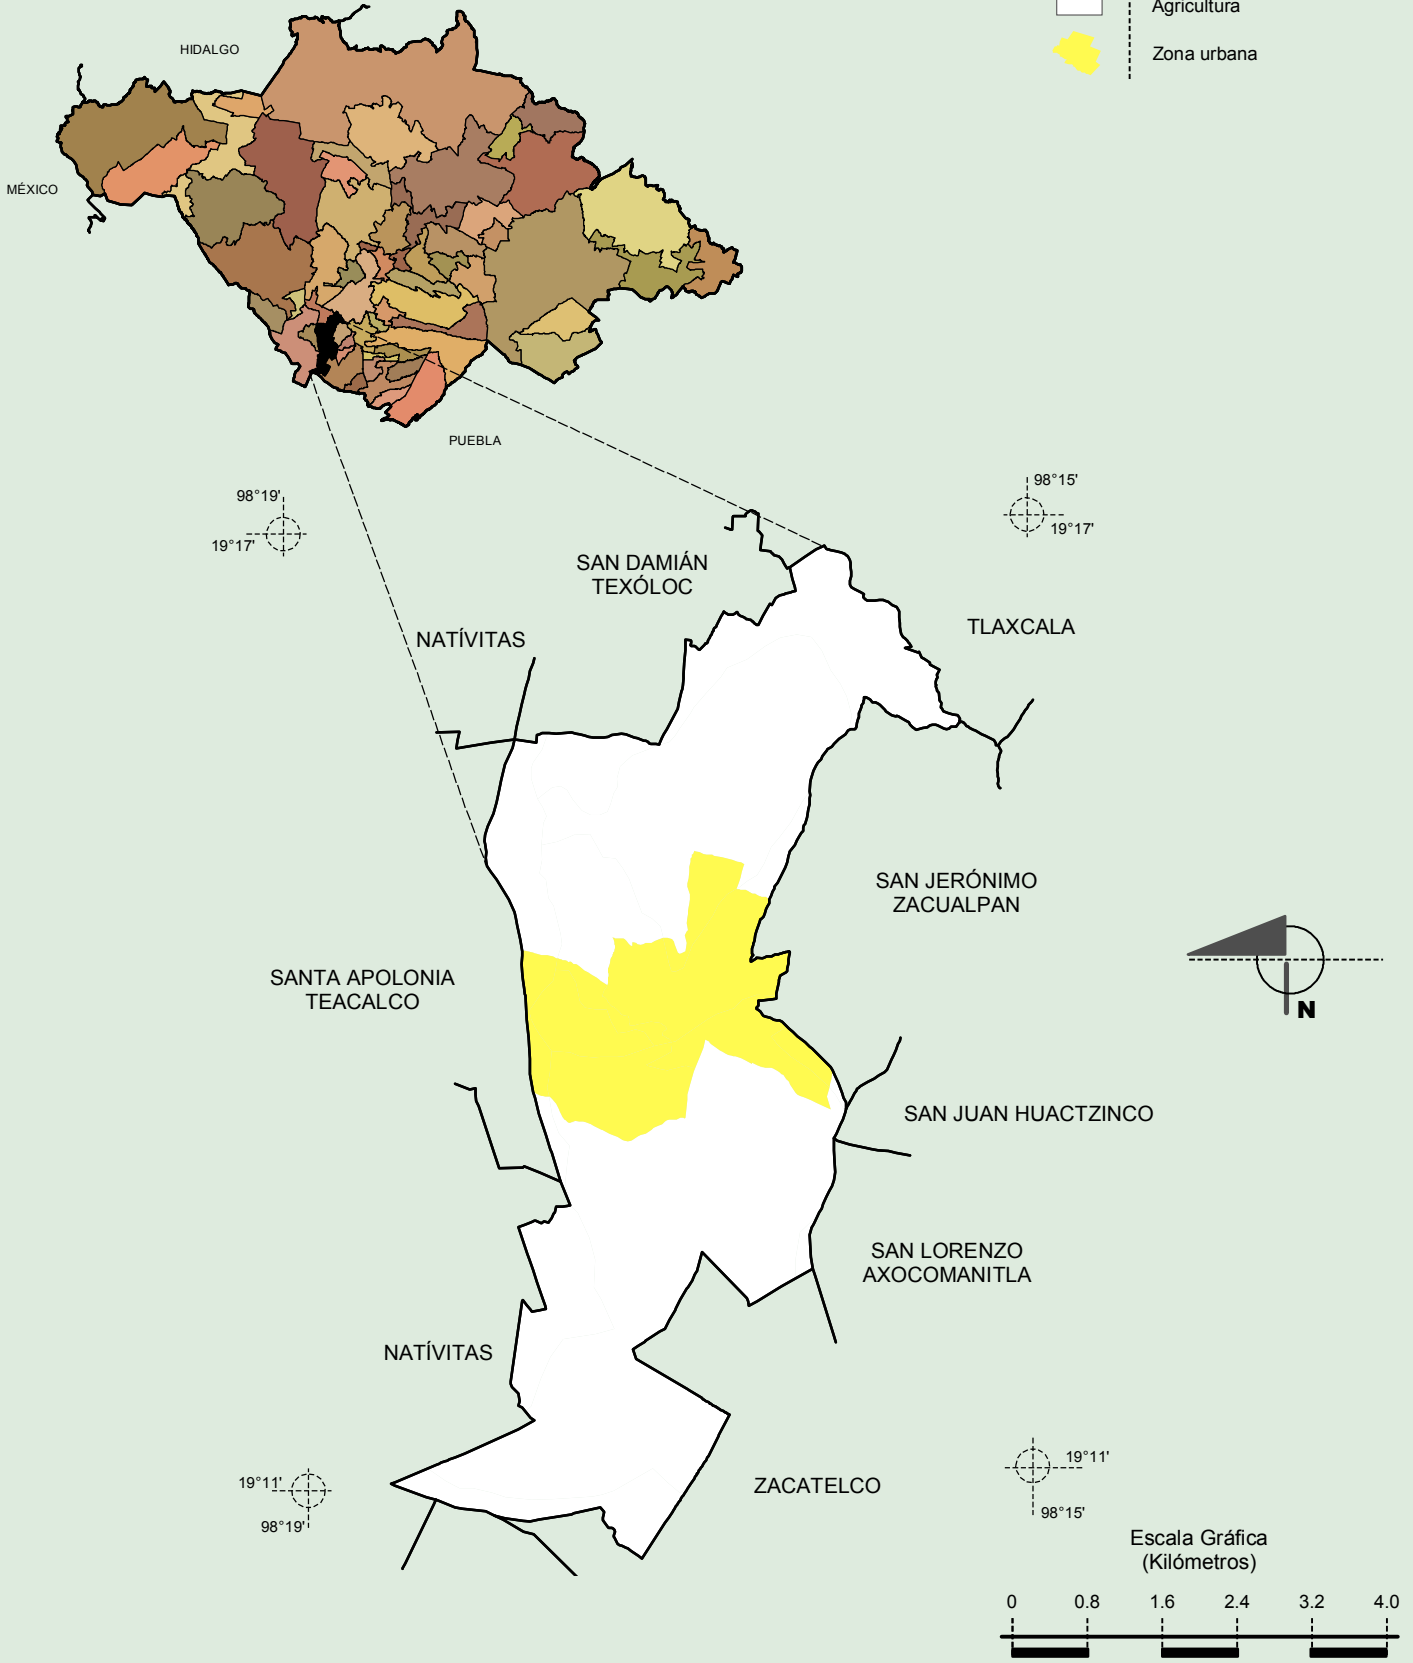 Agricultura
Zona urbana
HIDALGO
MÉXICO
PUEBLA
98°19'
19°17'
98°15'
19°17'
SAN DAMIÁN
TEXÓLOC
NATÍVITAS
TLAXCALA
SAN JERÓNIMO
ZACUALPAN
SANTA APOLONIA
TEACALCO
N
SAN JUAN HUACTZINCO
SAN LORENZO
AXOCOMANITLA
NATÍVITAS
ZACATELCO
19°11'
98°19'
19°11'
98°15'
Escala Gráfica
(Kilómetros)
0 0.8 1.6 2.4 3.2 4.0